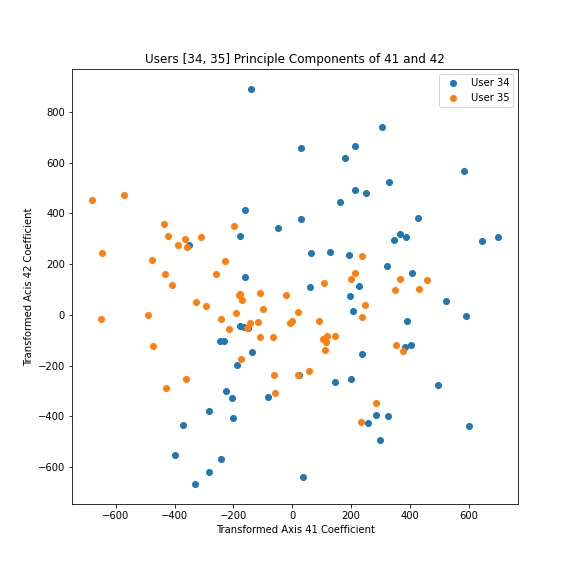 Users [34, 35] Principle Components of 41 and 42
User 34
User 35
Transformed Acis 42 Coefficient
800
600
400
200
0
−200
−400
−600
−600 −400 −200 0 200 400 600
Transformed Axis 41 Coefficient